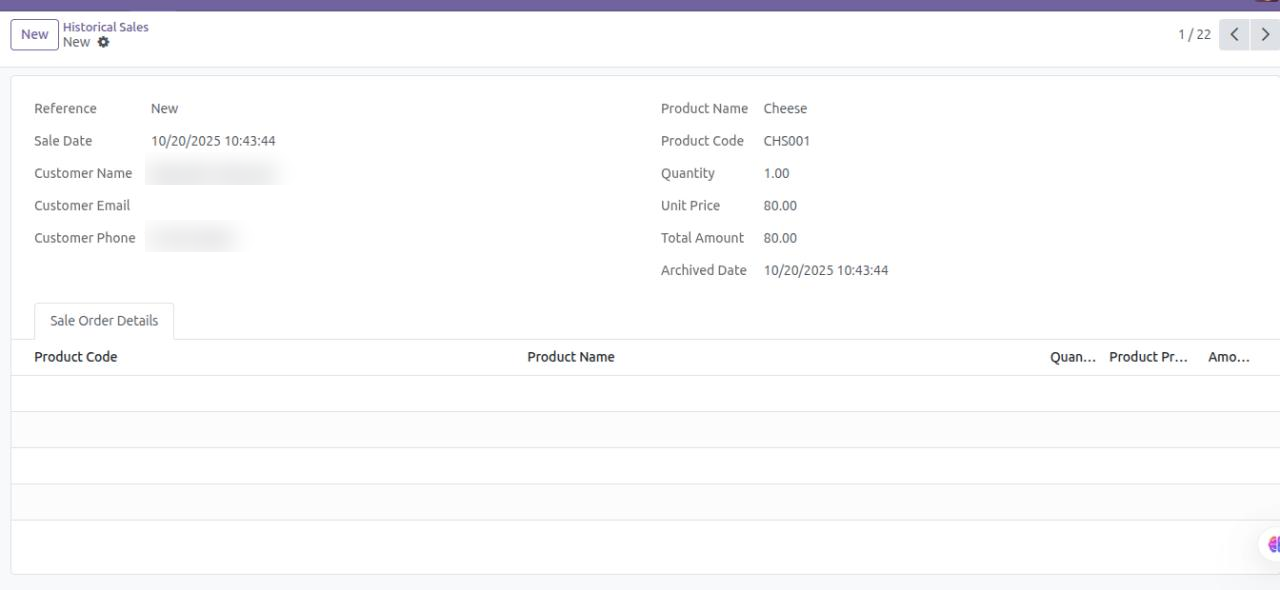 New
Historical Sales
New
1 / 22
Reference New
Sale Date 10/20/2025 10:43:44
Customer Name
Customer Email
Customer Phone
Product Name Cheese
Product Code CHS001
Quantity 1.00
Unit Price 80.00
Total Amount 80.00
Archived Date 10/20/2025 10:43:44
Sale Order Details
Product Code Product Name Quan... Product Pr... Amo...